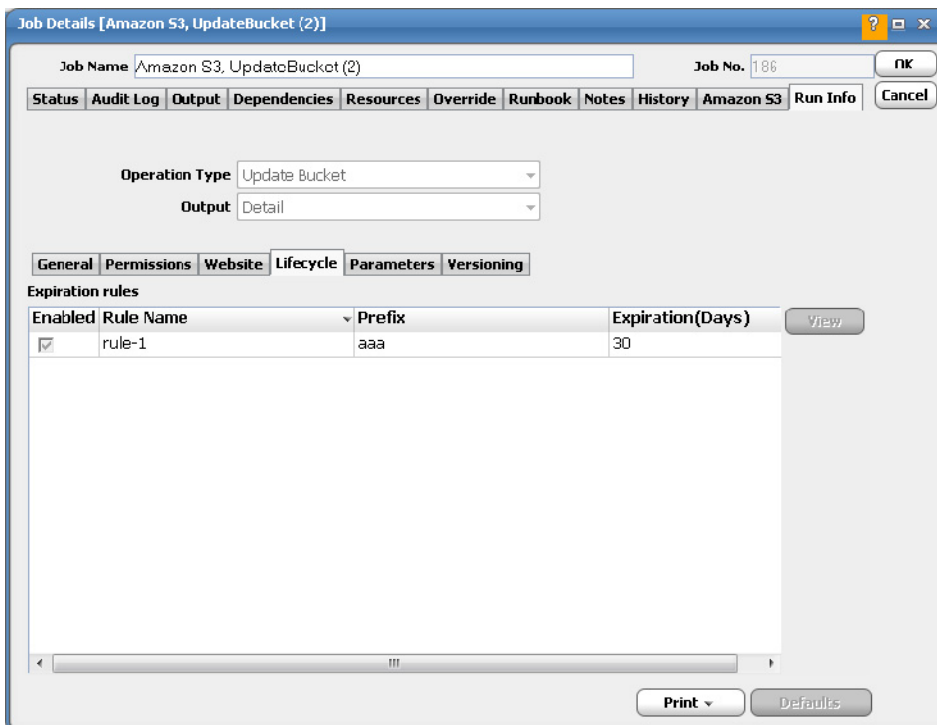 Job Details [Amazon S3, UpdateBucket (2)]
?
Job Name Amazon S3, UpdateBucket (2) Job No. 186 OK
Status Audit Log Output Dependencies Resources Override Runbook Notes History Amazon S3 Run Info Cancel
Operation Type Update Bucket
Output Detail
General Permissions Website Lifecycle Parameters Versioning
Expiration rules
Enabled Rule Name Prefix Expiration(Days) View
rule-1 aaa 30
Print Defaults